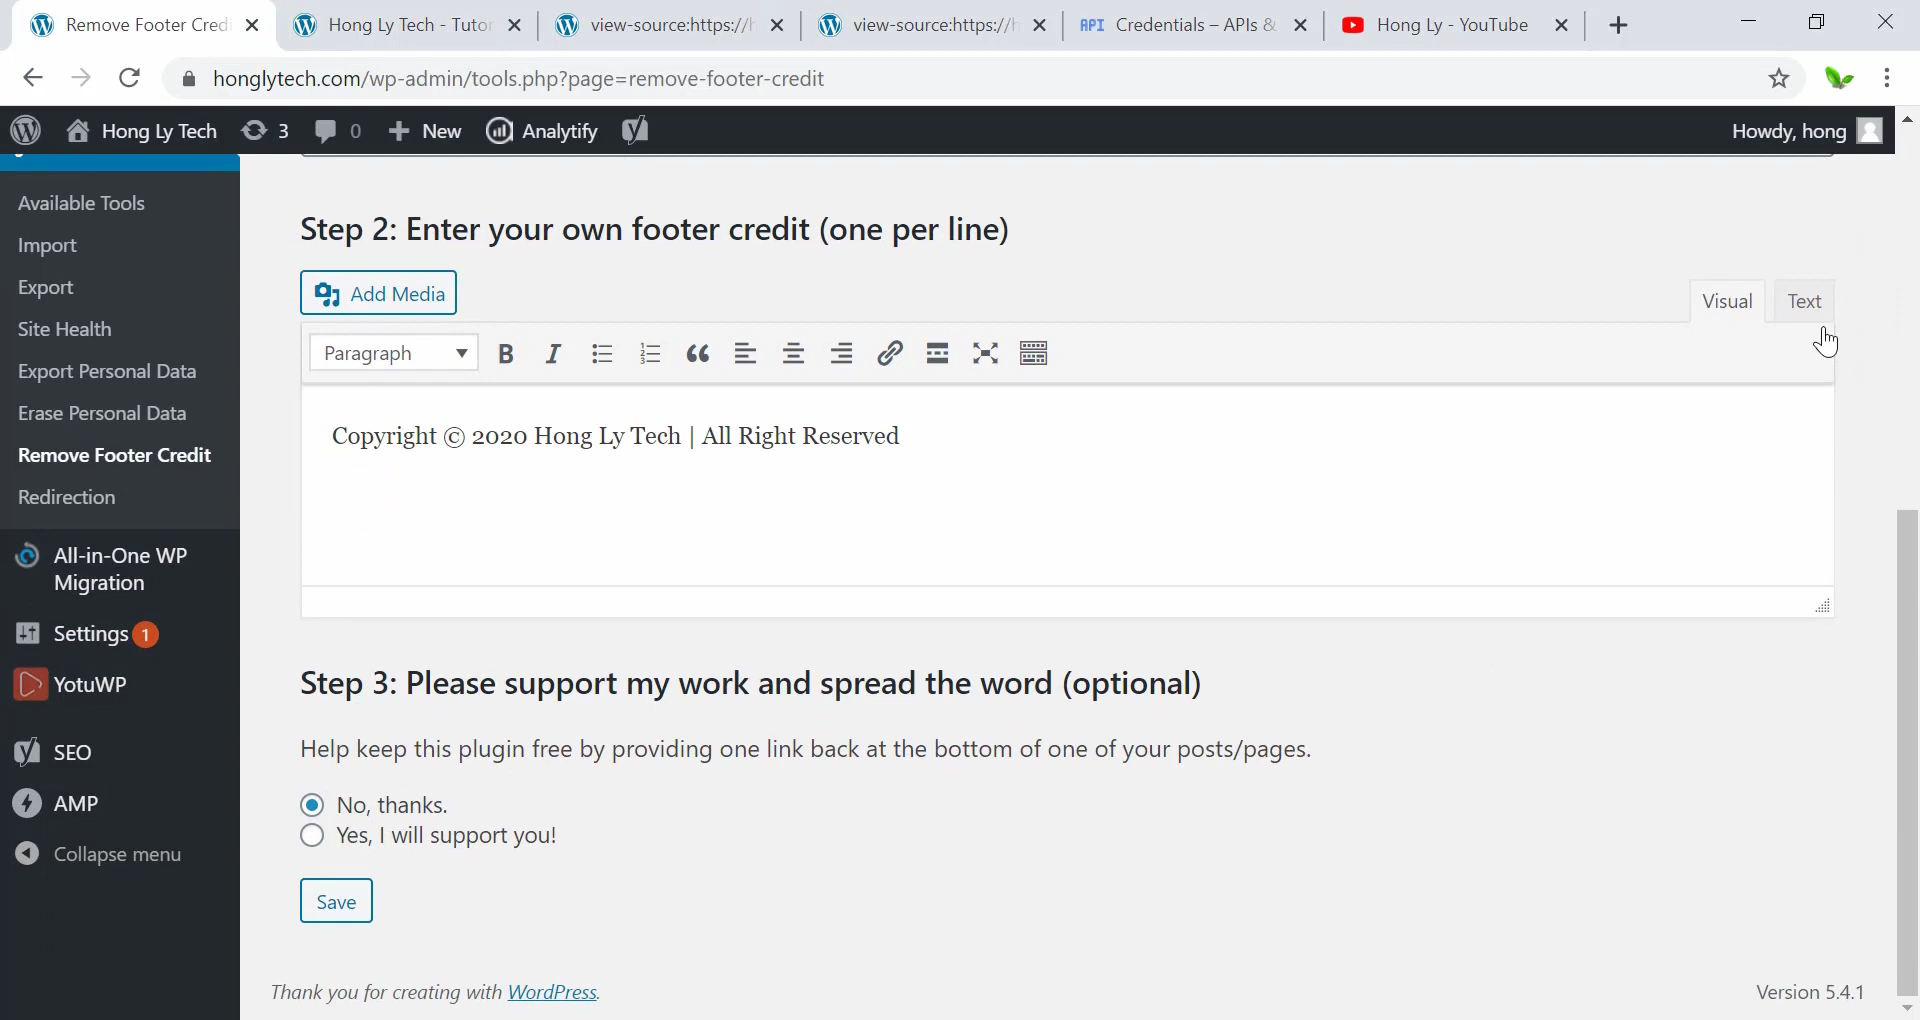 Remove Footer Cred
Hong Ly Tech - Tutor
view-source:https://h
view-source:https://h
API Credentials – APIs &
Hong Ly - YouTube
honglytech.com/wp-admin/tools.php?page=remove-footer-credit
Hong Ly Tech 3 0 New Analytify Howdy, hong
Available Tools
Import
Export
Site Health
Export Personal Data
Erase Personal Data
Remove Footer Credit
Redirection
All-in-One WP
Migration
Settings 1
YotuWP
SEO
AMP
Collapse menu
Step 2: Enter your own footer credit (one per line)
Add Media
Visual Text
Paragraph B I
Copyright © 2020 Hong Ly Tech | All Right Reserved
Step 3: Please support my work and spread the word (optional)
Help keep this plugin free by providing one link back at the bottom of one of your posts/pages.
No, thanks.
Yes, I will support you!
Save
Thank you for creating with WordPress.
Version 5.4.1